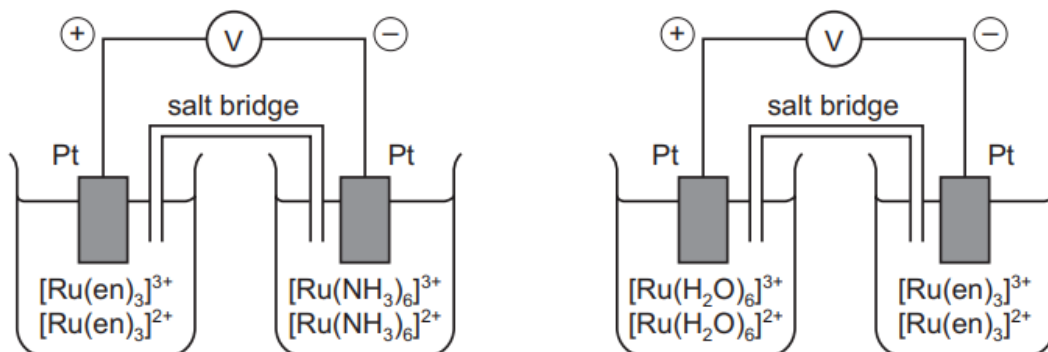 + V −
salt bridge
Pt Pt
[Ru(en)₃]³⁺ [Ru(NH₃)₆]³⁺
[Ru(en)₃]²⁺ [Ru(NH₃)₆]²⁺
+ V −
salt bridge
Pt Pt
[Ru(H₂O)₆]³⁺ [Ru(en)₃]³⁺
[Ru(H₂O)₆]²⁺ [Ru(en)₃]²⁺